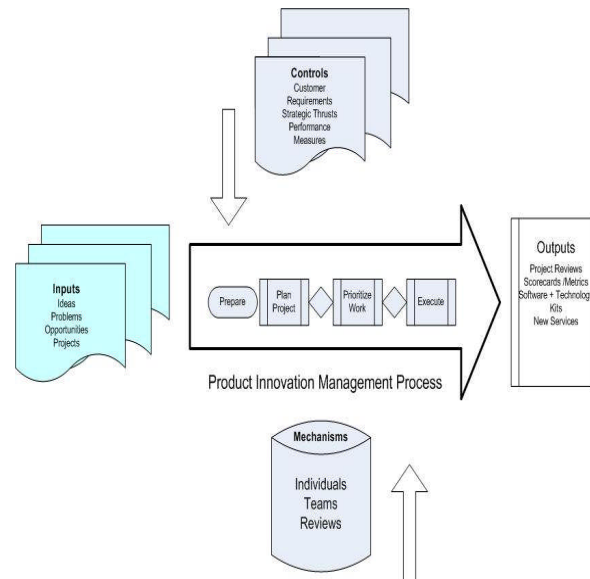 Controls
Customer
Requirements
Strategic Thrusts
Performance
Measures
Inputs
Ideas
Problems
Opportunities
Projects
Prepare
Plan
Project
Prioritize
Work
Execute
Product Innovation Management Process
Outputs
Project Reviews
Scorecards /Metrics
Software + Technology
Kits
New Services
Mechanisms
Individuals
Teams
Reviews